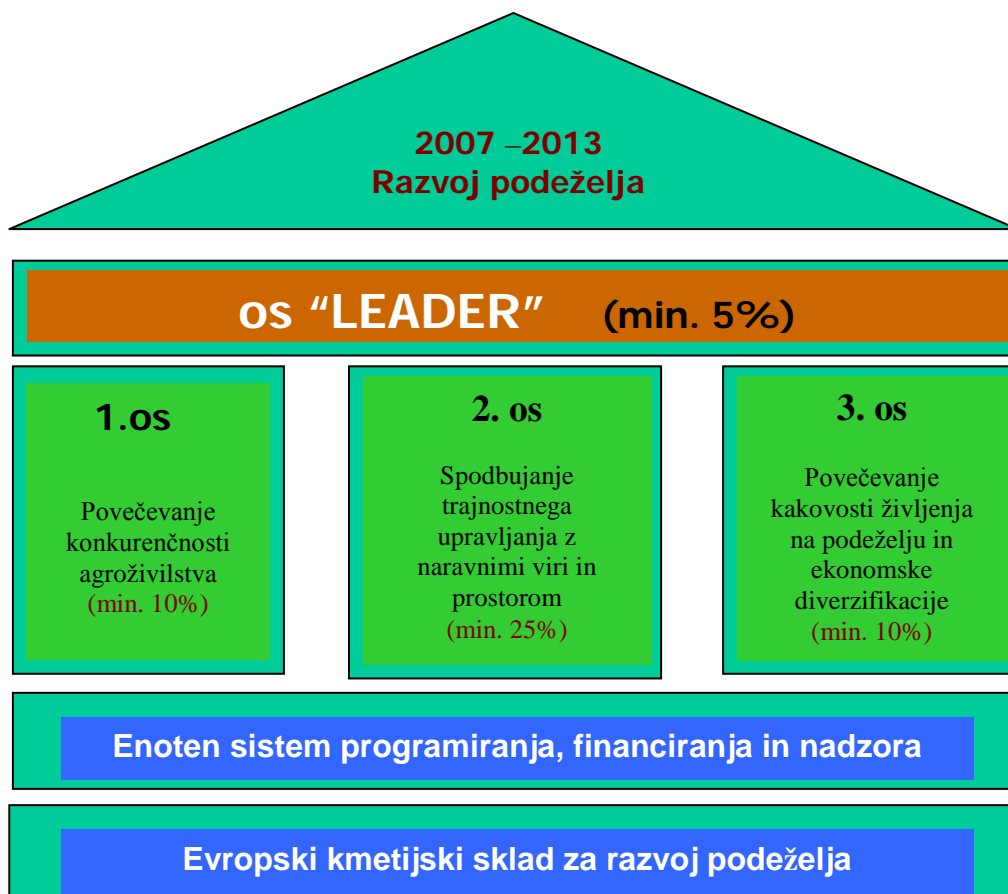 2007 –2013
Razvoj podeželja
os “LEADER” (min. 5%)
1.os
Povečevanje
konkurenčnosti
agroživilstva
(min. 10%)
2. os
Spodbujanje
trajnostnega
upravljanja z
naravnimi viri in
prostorom
(min. 25%)
3. os
Povečevanje
kakovosti življenja
na podeželju in
ekonomske
diverzifikacije
(min. 10%)
Enoten sistem programiranja, financiranja in nadzora
Evropski kmetijski sklad za razvoj podeželja